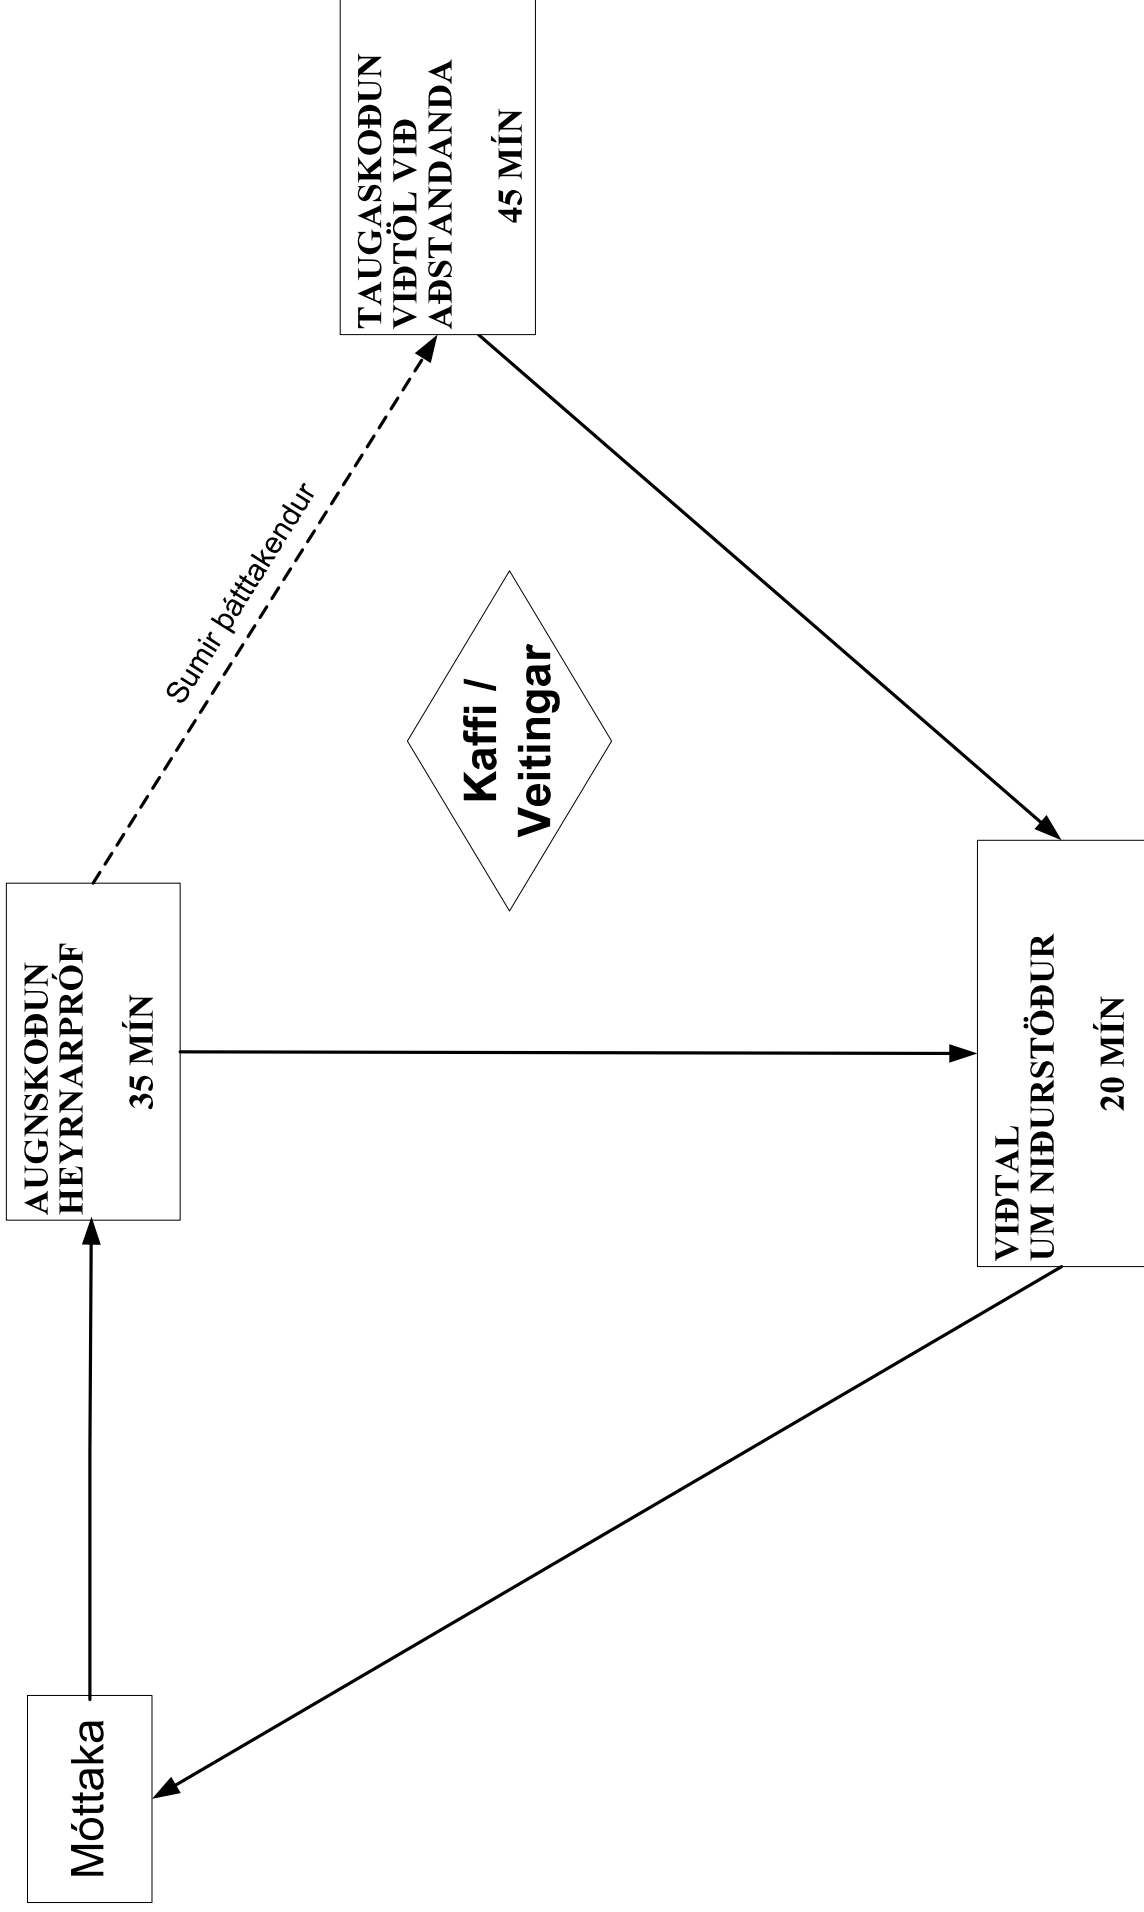 Móttaka
AUGNSKOÐUN
HEYRNARPRÓF
35 MÍN
Sumir þátttakendur
TAUGASKOÐUN
VIÐTÖL VIÐ
AÐSTANDANDA
45 MÍN
Kaffi /
Veitingar
VIÐTAL
UM NIÐURSTÖÐUR
20 MÍN